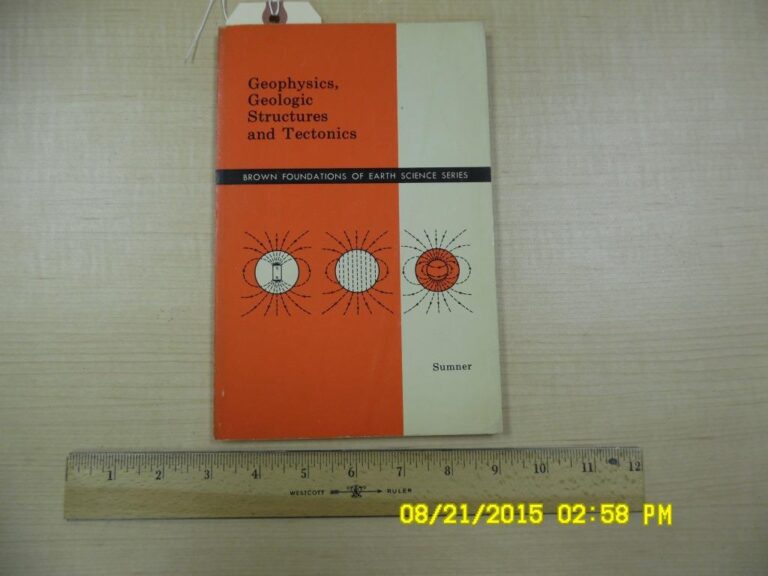 Geophysics,
Geologic
Structures
and Tectonics
BROWN FOUNDATIONS OF EARTH SCIENCE SERIES
Sumner
1 2 3 4 5 6 7 8 9 10 11 12
WESTCOTT RULER
08/21/2015 02:58 PM